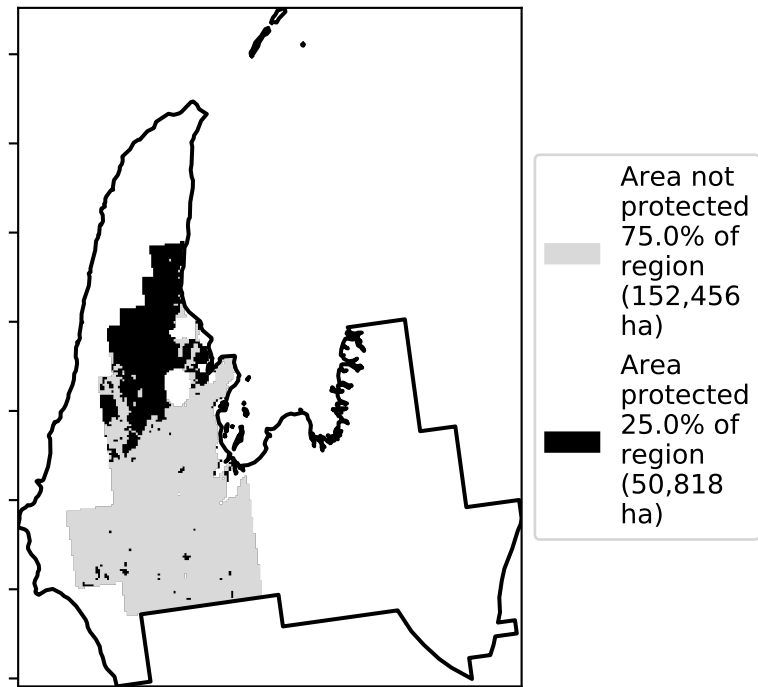 Area not
protected
75.0% of
region
(152,456
ha)
Area
protected
25.0% of
region
(50,818
ha)